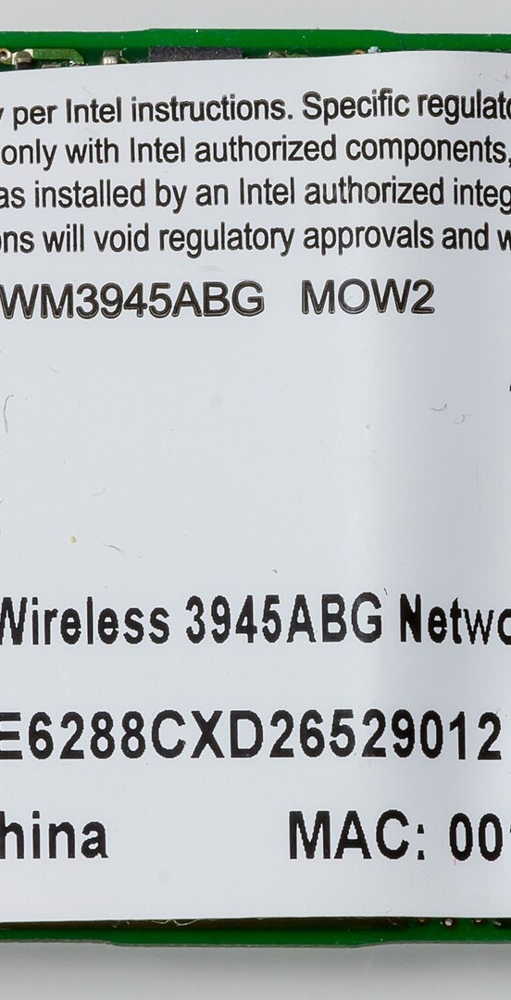 per Intel instructions. Specific regulato
only with Intel authorized components,
as installed by an Intel authorized integ
ons will void regulatory approvals and w
WM3945ABG MOW2
Wireless 3945ABG Netwo
E6288CXD26529012
hina MAC: 00